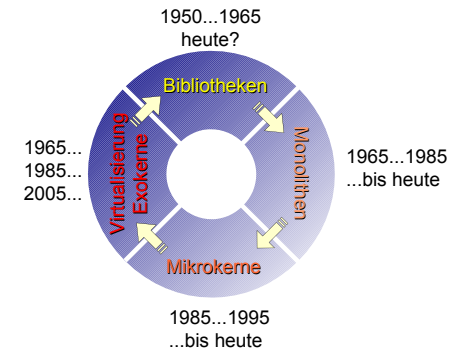 1950...1965
heute?
Bibliotheken
Monolithen
1965...1985
...bis heute
Mikrokerne
1985...1995
...bis heute
Virtualisierung
Exokerne
1965...
1985...
2005...